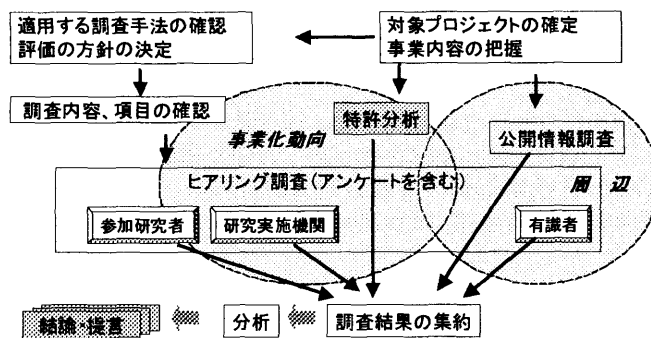 適用する調査手法の確認
評価の方針の決定
対象プロジェクトの確定
事業内容の把握
調査内容、項目の確認
特許分析
事業化動向
公開情報調査
ヒアリング調査(アンケートを含む)
周 辺
参加研究者
研究実施機関
有識者
結論・提言
分析
調査結果の集約